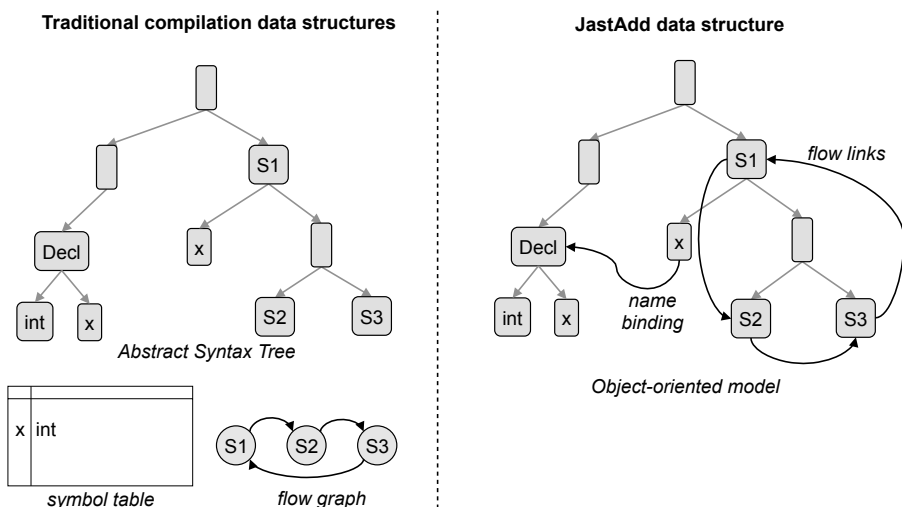 Traditional compilation data structures
S1
Decl
x
int
x
S2
S3
Abstract Syntax Tree
x int
symbol table
S1 S2 S3
flow graph
JastAdd data structure
S1
flow links
Decl
x
name
binding
int
x
S2
S3
Object-oriented model